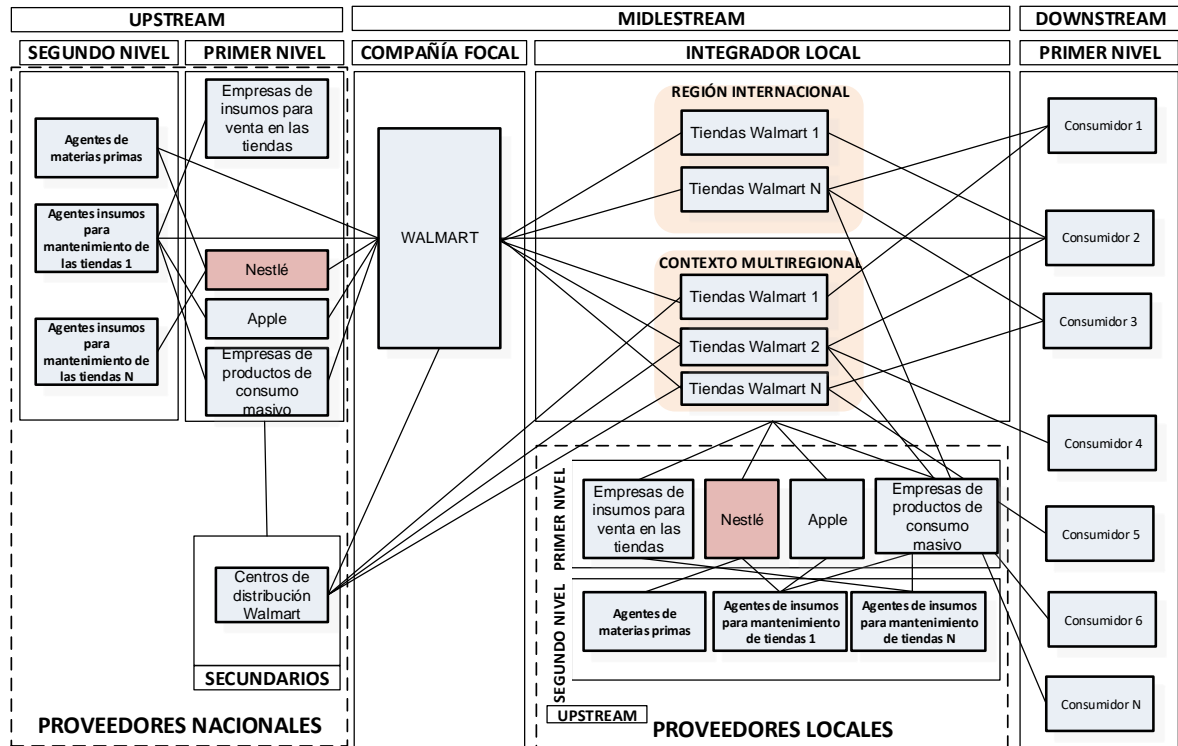 UPSTREAM
MIDLESTREAM
DOWNSTREAM
SEGUNDO NIVEL
PRIMER NIVEL
COMPAÑÍA FOCAL
INTEGRADOR LOCAL
PRIMER NIVEL
Agentes de
materias primas
Agentes insumos
para
mantenimiento de
las tiendas 1
Agentes insumos
para
mantenimiento de
las tiendas N
Empresas de
insumos para
venta en las
tiendas
Nestlé
Apple
Empresas de
productos de
consumo
masivo
Centros de
distribución
Walmart
SECUNDARIOS
PROVEEDORES NACIONALES
WALMART
REGIÓN INTERNACIONAL
Tiendas Walmart 1
Tiendas Walmart N
CONTEXTO MULTIREGIONAL
Tiendas Walmart 1
Tiendas Walmart 2
Tiendas Walmart N
PRIMER NIVEL
Empresas de
insumos para
venta en las
tiendas
Nestlé
Apple
Empresas de
productos de
consumo
masivo
SEGUNDO NIVEL
Agentes de
materias primas
Agentes de insumos
para mantenimiento
de tiendas 1
Agentes de insumos
para mantenimiento
de tiendas N
UPSTREAM
PROVEEDORES LOCALES
Consumidor 1
Consumidor 2
Consumidor 3
Consumidor 4
Consumidor 5
Consumidor 6
Consumidor N